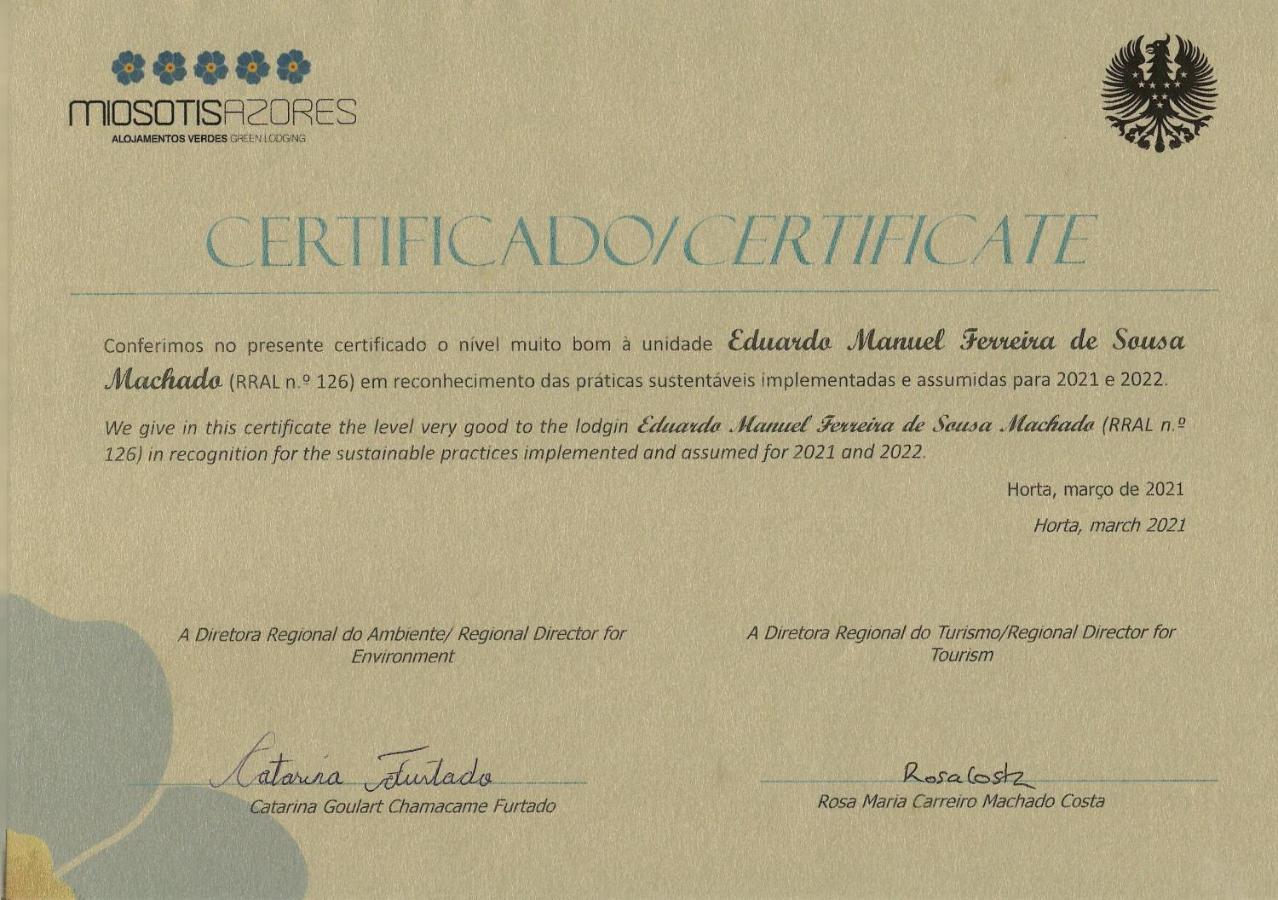 MIOSOTISAZORES
ALOJAMENTOS VERDES GREEN LODGING
CERTIFICADO/CERTIFICATE
Conferimos no presente certificado o nível muito bom à unidade Eduardo Manuel Ferreira de Sousa
Machado (RRAL n.º 126) em reconhecimento das práticas sustentáveis implementadas e assumidas para 2021 e 2022.
We give in this certificate the level very good to the lodgin Eduardo Manuel Ferreira de Sousa Machado (RRAL n.º
126) in recognition for the sustainable practices implemented and assumed for 2021 and 2022.
Horta, março de 2021
Horta, march 2021
A Diretora Regional do Ambiente/ Regional Director for
Environment
A Diretora Regional do Turismo/Regional Director for
Tourism
Catarina Furtado
Catarina Goulart Chamacame Furtado
Rosa Costa
Rosa Maria Carreiro Machado Costa